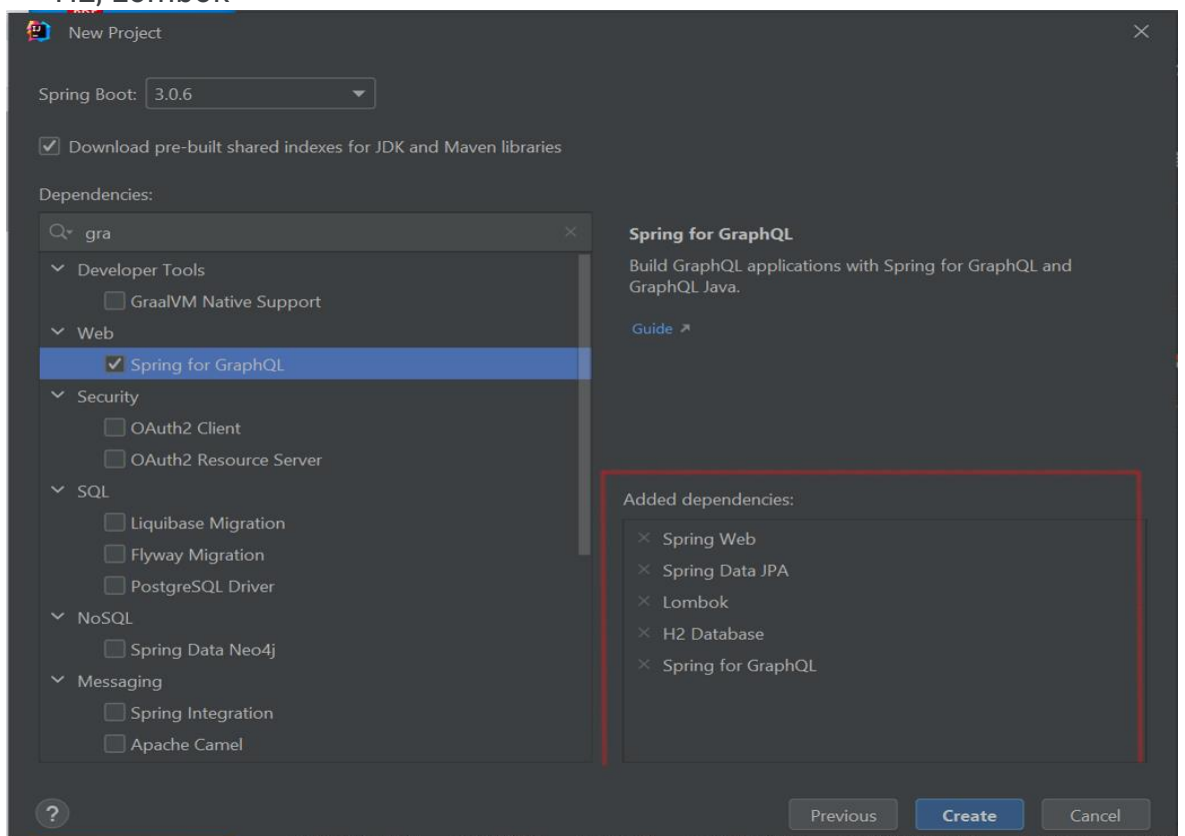 H2, Lombok
New Project
Spring Boot: 3.0.6
Download pre-built shared indexes for JDK and Maven libraries
Dependencies:
gra
Developer Tools
GraalVM Native Support
Web
Spring for GraphQL
Security
OAuth2 Client
OAuth2 Resource Server
SQL
Liquibase Migration
Flyway Migration
PostgreSQL Driver
NoSQL
Spring Data Neo4j
Messaging
Spring Integration
Apache Camel
Spring for GraphQL
Build GraphQL applications with Spring for GraphQL and
GraphQL Java.
Guide
Added dependencies:
Spring Web
Spring Data JPA
Lombok
H2 Database
Spring for GraphQL
? Previous Create Cancel